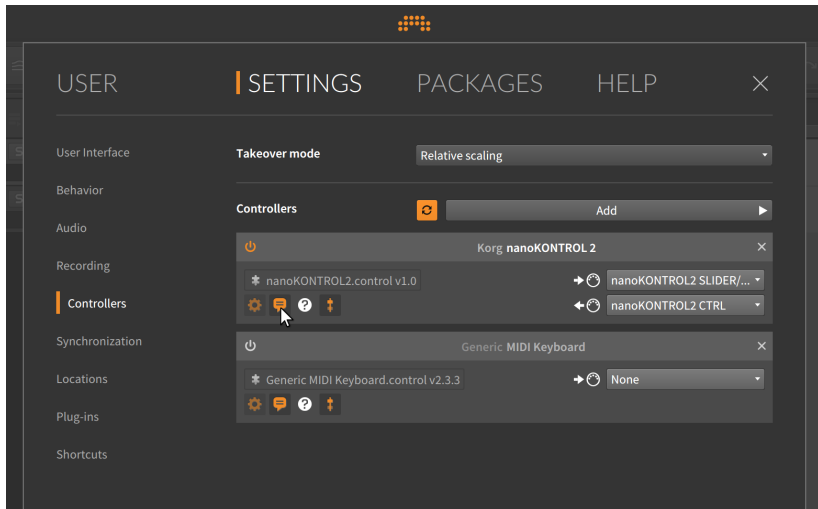 USER SETTINGS PACKAGES HELP
User Interface
Behavior
Audio
Recording
Controllers
Synchronization
Locations
Plug-ins
Shortcuts
Takeover mode Relative scaling
Controllers Add
Korg nanoKONTROL 2
nanoKONTROL2.control v1.0 nanoKONTROL2 SLIDER/...
nanoKONTROL2 CTRL
Generic MIDI Keyboard
Generic MIDI Keyboard.control v2.3.3 None